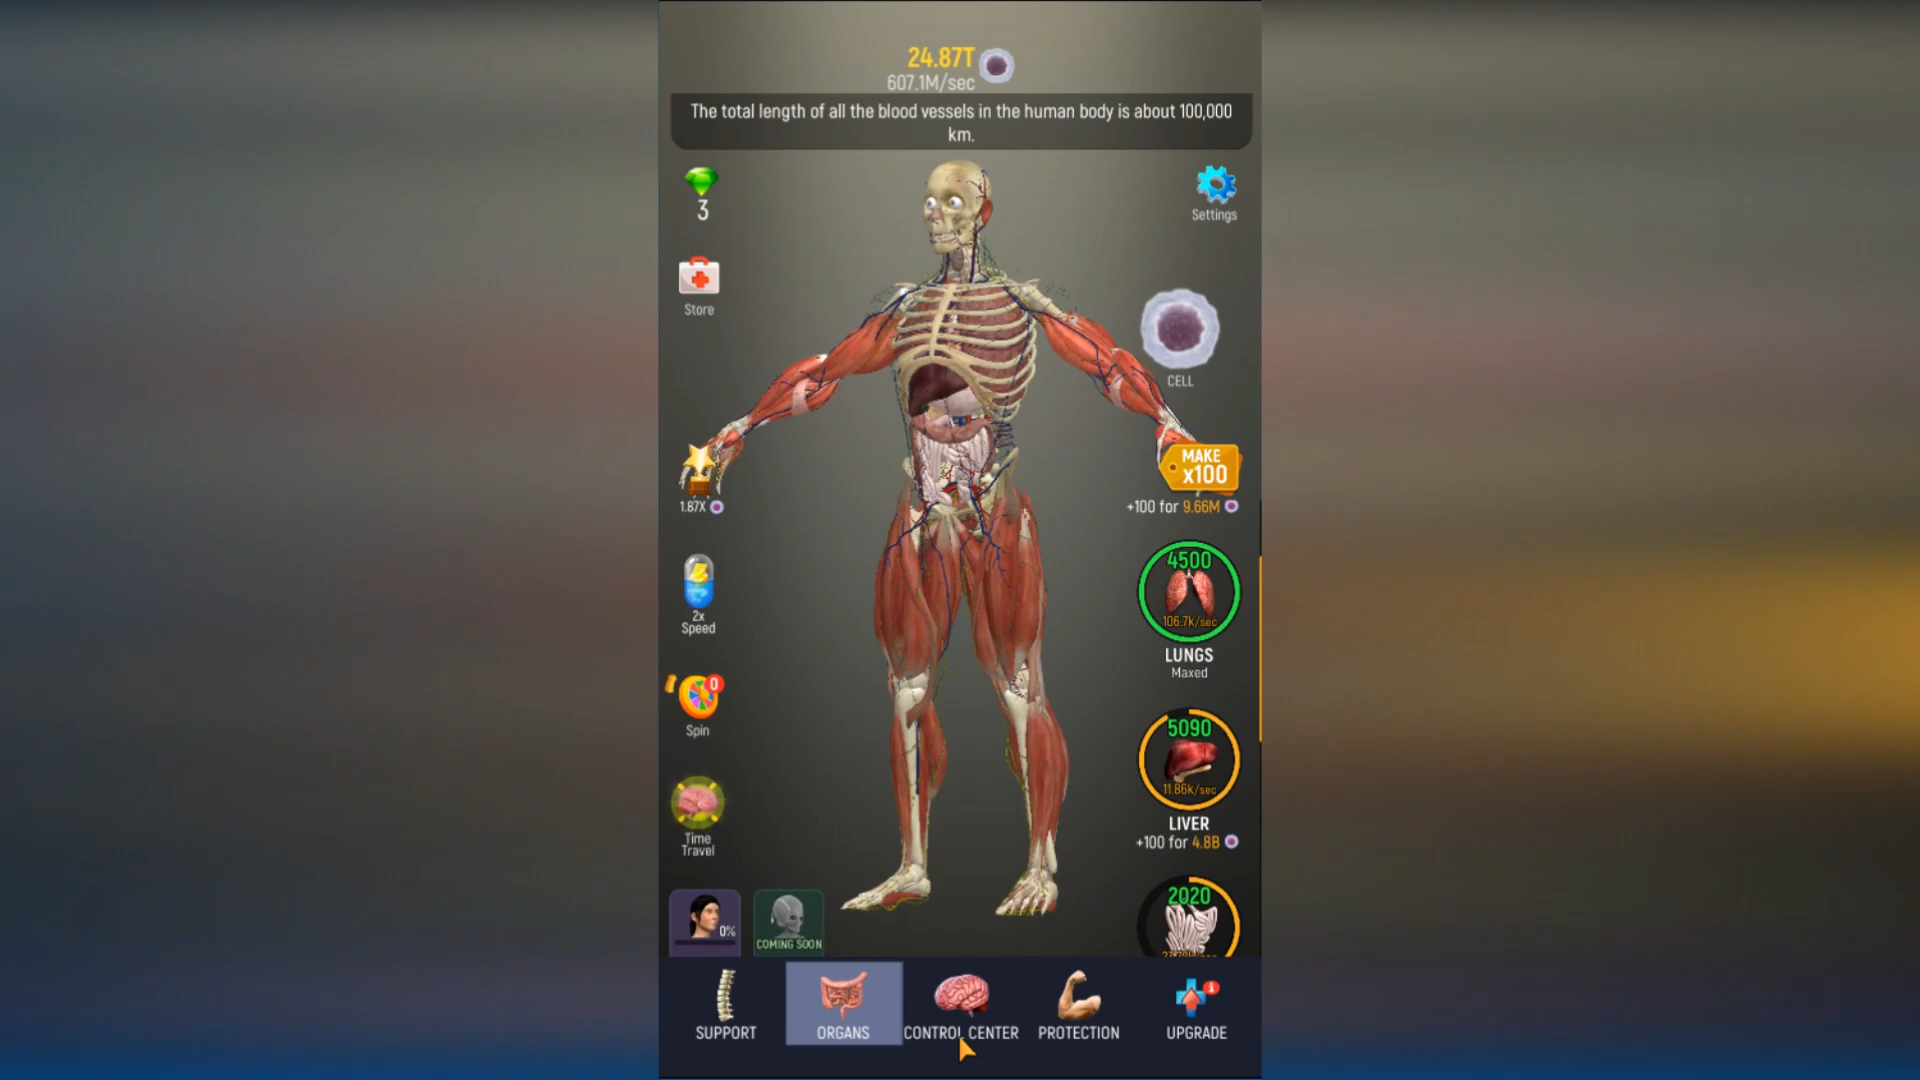 24.87T
607.1M/sec
The total length of all the blood vessels in the human body is about 100,000
km.
3
Settings
Store
CELL
MAKE
x100
+100 for 9.66M
1.87X
4500
106.7k/sec
LUNGS
Maxed
2x
Speed
0
Spin
5090
11.86k/sec
LIVER
+100 for 4.8B
Time
Travel
2020
0%
COMING SOON
SUPPORT
ORGANS
CONTROL CENTER
PROTECTION
UPGRADE